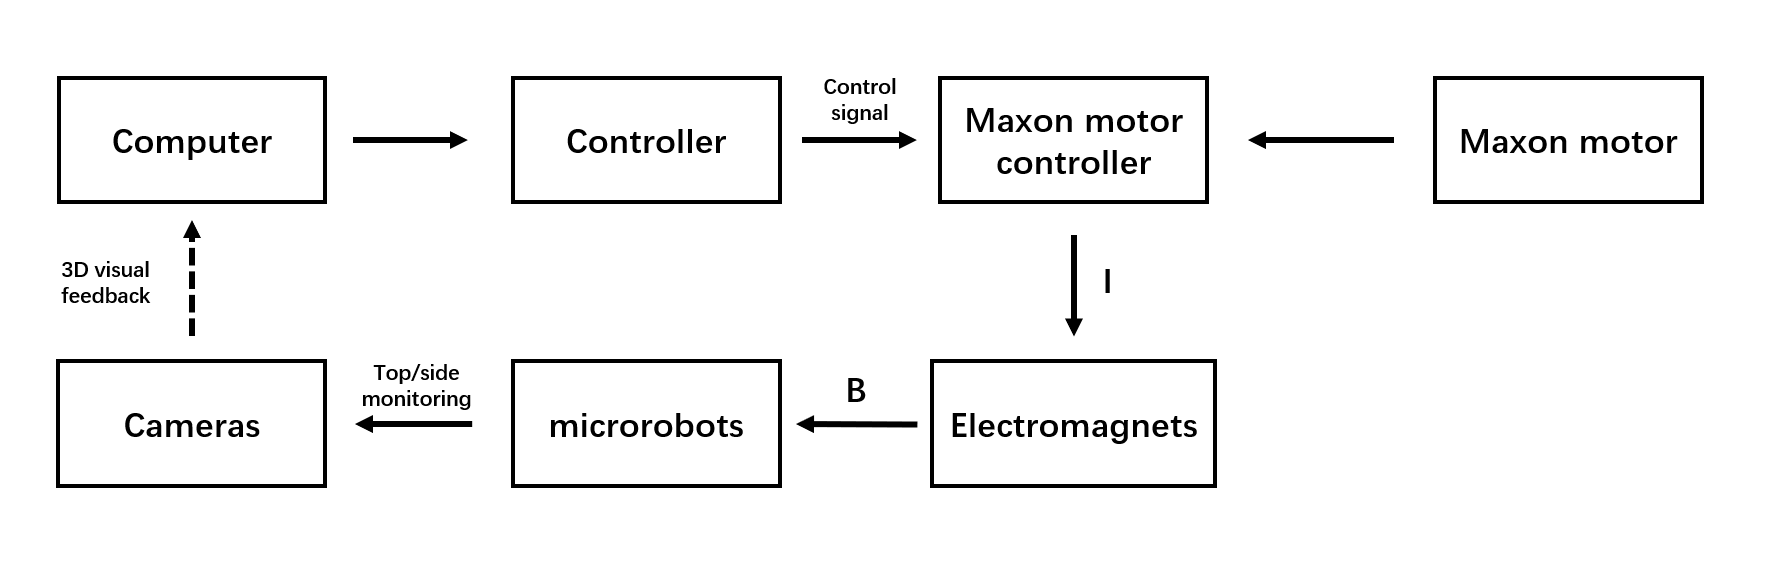 Computer
Controller
Control
signal
Maxon motor
controller
Maxon motor
3D visual
feedback
I
Cameras
Top/side
monitoring
microrobots
B
Electromagnets